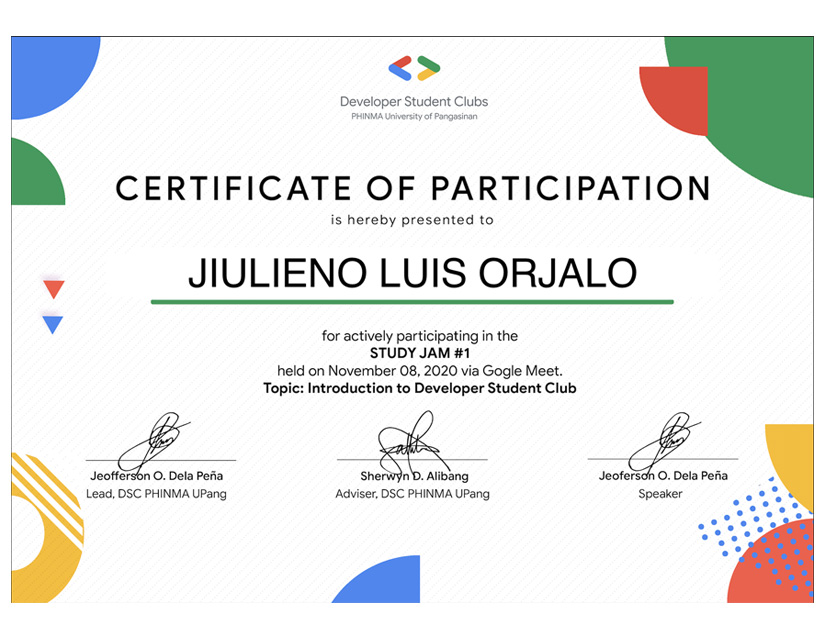 Developer Student Clubs
PHINMA University of Pangasinan
CERTIFICATE OF PARTICIPATION
is hereby presented to
JIULIENO LUIS ORJALO
for actively participating in the
STUDY JAM #1
held on November 08, 2020 via Gogle Meet.
Topic: Introduction to Developer Student Club
Jeofferson O. Dela Peña
Lead, DSC PHINMA UPang
Sherwyn D. Alibang
Adviser, DSC PHINMA UPang
Jeoferson O. Dela Peña
Speaker